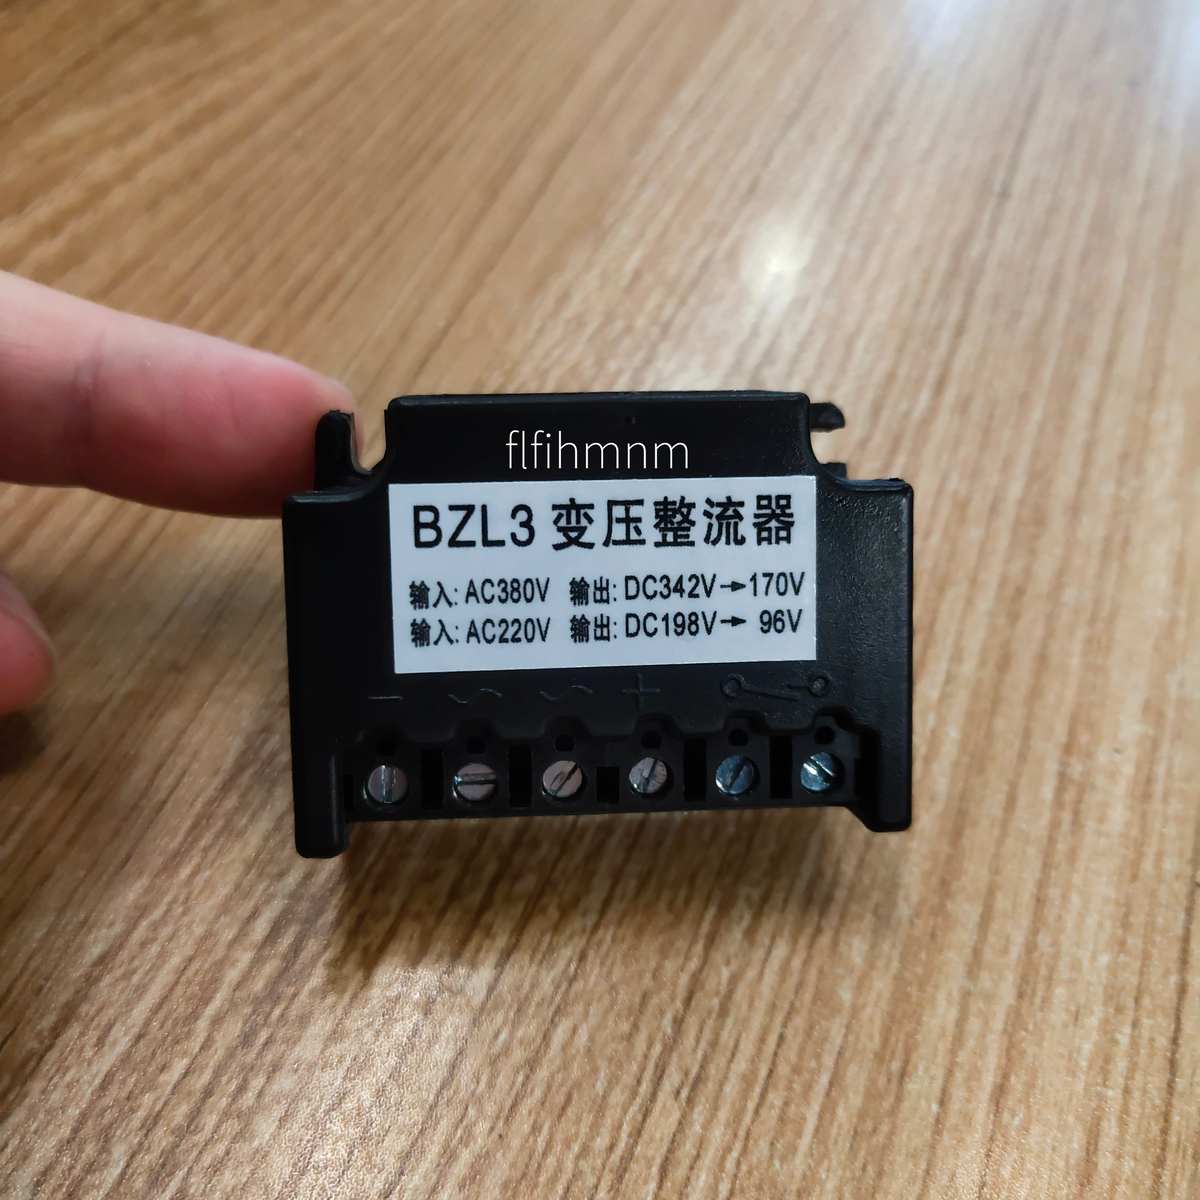 flfihmnm
BZL3 变压整流器
输入: AC380V 输出: DC342V→170V
输入: AC220V 输出: DC198V→ 96V
− ~ ~ +